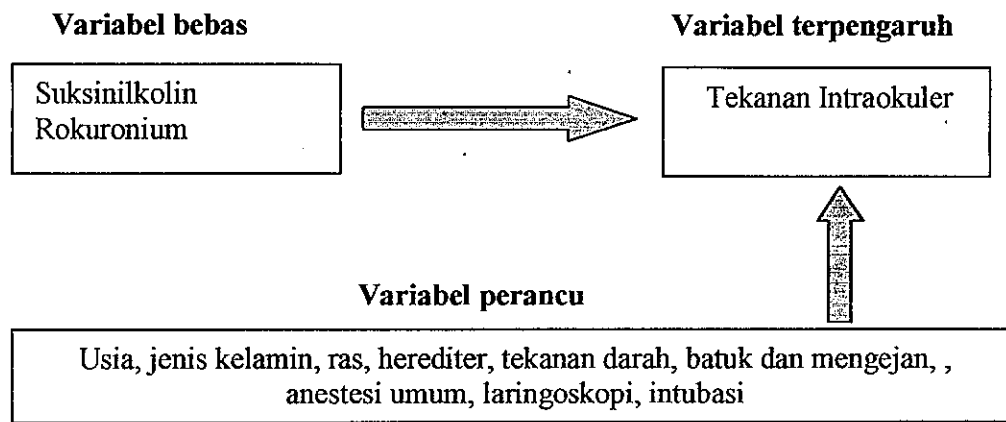 Variabel bebas
Variabel terpengaruh
Suksinilkolin
Rokuronium
Tekanan Intraokuler
Variabel perancu
Usia, jenis kelamin, ras, herediter, tekanan darah, batuk dan mengejan, ,
anestesi umum, laringoskopi, intubasi